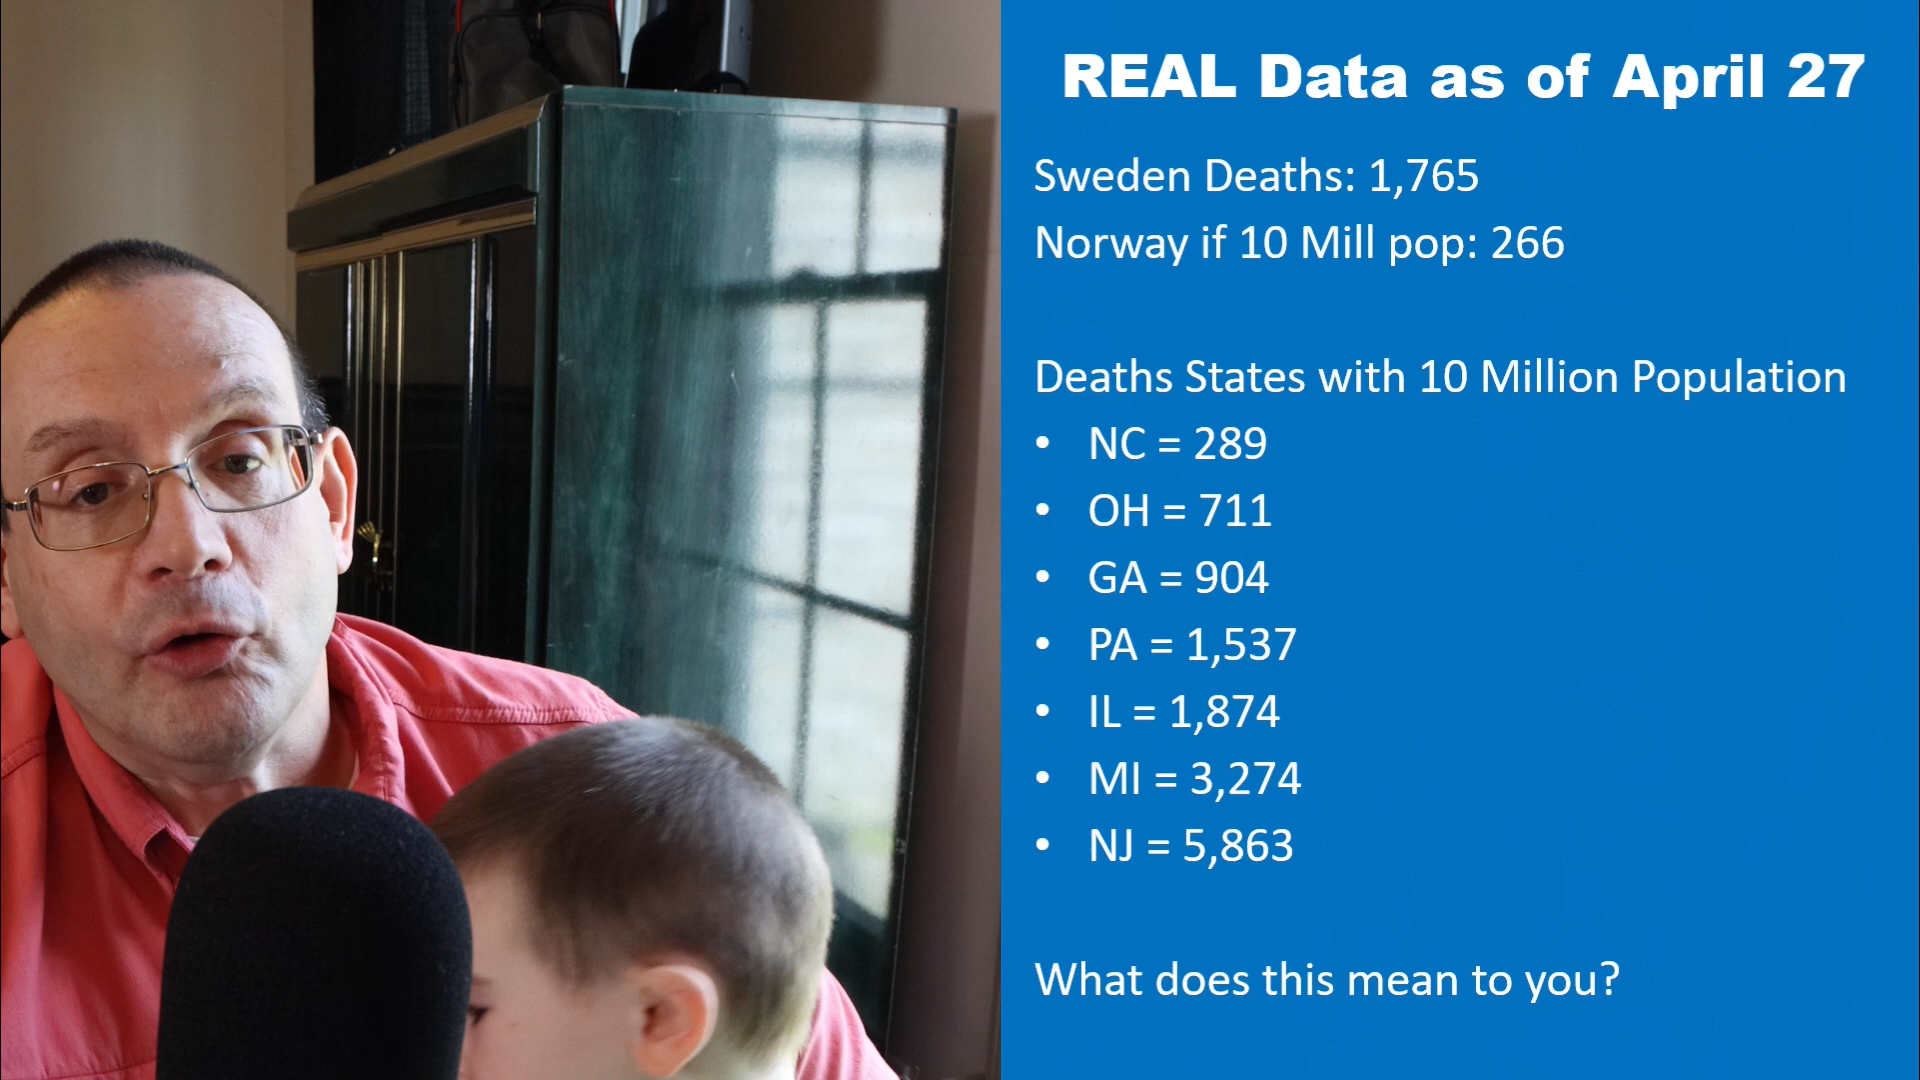 REAL Data as of April 27
Sweden Deaths: 1,765
Norway if 10 Mill pop: 266
Deaths States with 10 Million Population
• NC = 289
• OH = 711
• GA = 904
• PA = 1,537
• IL = 1,874
• MI = 3,274
• NJ = 5,863
What does this mean to you?